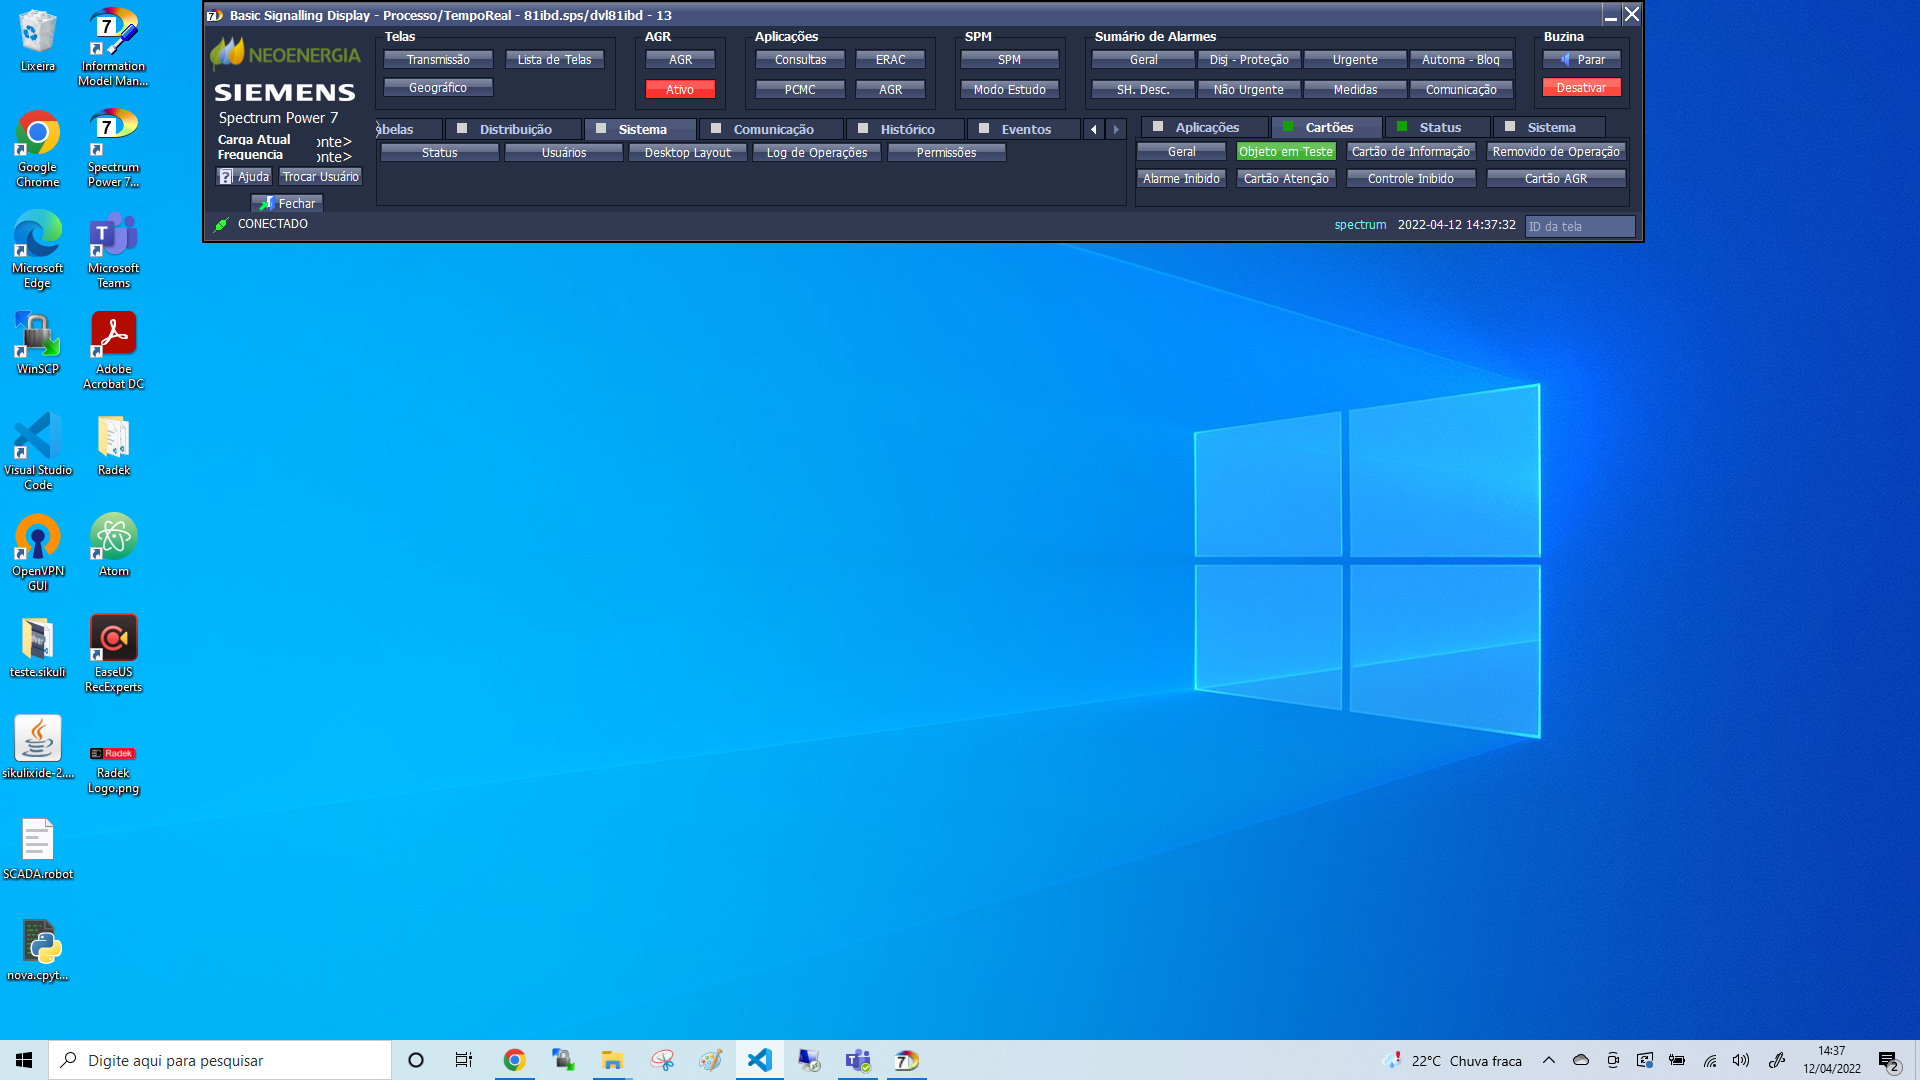 Basic Signalling Display - Processo/TempoReal - 81ibd.sps/dvl81ibd - 13
NEOENERGIA
SIEMENS
Spectrum Power 7
Carga Atual
onte>
Frequencia
onte>
Ajuda
Trocar Usuário
Fechar
CONECTADO
Telas
Transmissão
Lista de Telas
Geográfico
AGR
AGR
Ativo
Aplicações
Consultas
ERAC
PCMC
AGR
SPM
SPM
Modo Estudo
Sumário de Alarmes
Geral
Disj - Proteção
Urgente
Automa - Bloq
SH. Desc.
Não Urgente
Medidas
Comunicação
Buzina
Parar
Desativar
abelas
Distribuição
Sistema
Comunicação
Histórico
Eventos
Status
Usuários
Desktop Layout
Log de Operações
Permissões
Aplicações
Cartões
Status
Sistema
Geral
Objeto em Teste
Cartão de Informação
Removido de Operação
Alarme Inibido
Cartão Atenção
Controle Inibido
Cartão AGR
spectrum
2022-04-12 14:37:32
ID da tela
Lixeira
Information
Model Man...
Google
Chrome
Spectrum
Power 7...
Microsoft
Edge
Microsoft
Teams
WinSCP
Adobe
Acrobat DC
Visual Studio
Code
Radek
OpenVPN
GUI
Atom
teste.sikuli
EaseUS
RecExperts
sikulixide-2....
Radek
Radek
Logo.png
SCADA.robot
nova.cpyt...
Digite aqui para pesquisar
22°C Chuva fraca
14:37
12/04/2022
2